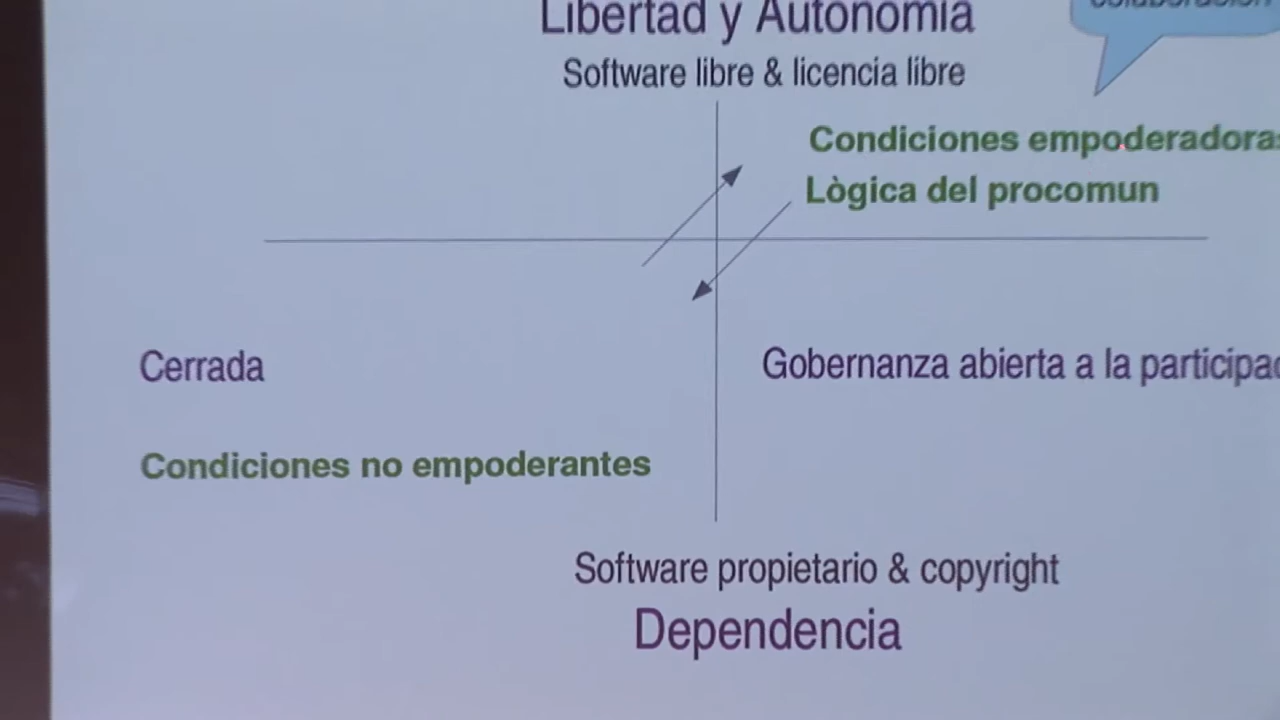 Libertad y Autonomía
colaboración
Software libre & licencia libre
Condiciones empoderadoras
Lògica del procomun
Cerrada
Gobernanza abierta a la participac
Condiciones no empoderantes
Software propietario & copyright
Dependencia